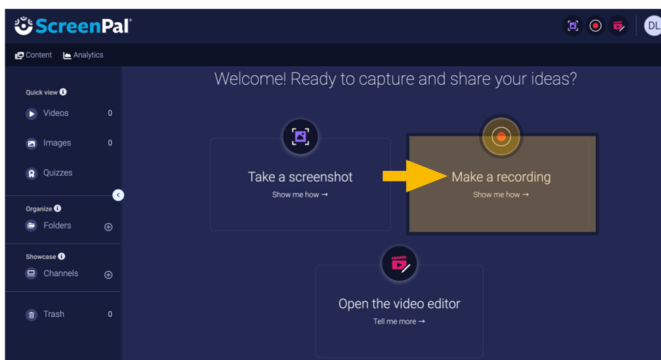 ScreenPal
DL
Content Analytics
Welcome! Ready to capture and share your ideas?
Quick view
Videos 0
Images 0
Quizzes
Organize
Folders
Showcase
Channels
Trash 0
Take a screenshot
Show me how →
Make a recording
Show me how →
Open the video editor
Tell me more →